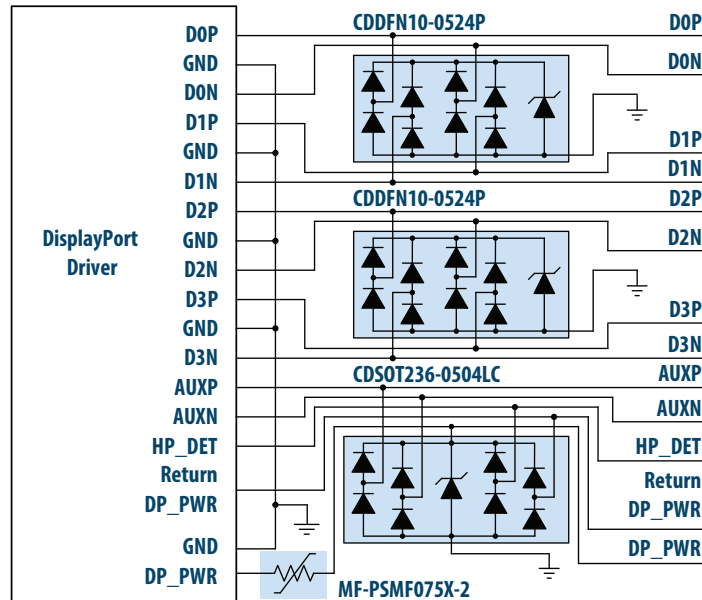 CDDFN10-0524P
D0P
D0P
GND
D0N
D0N
D1P
D1P
GND
D1N
D1N
CDDFN10-0524P
D2P
D2P
DisplayPort
Driver
GND
D2N
D2N
D3P
D3P
GND
D3N
D3N
CDSOT236-0504LC
AUXP
AUXP
AUXN
AUXN
HP_DET
HP_DET
Return
DP_PWR
Return
DP_PWR
GND
DP_PWR
DP_PWR
MF-PSMF075X-2